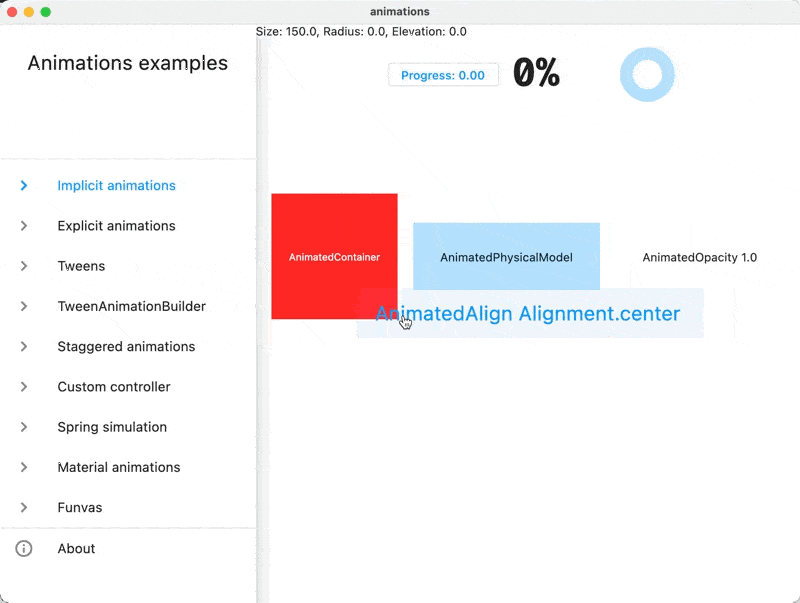 animations
Size: 150.0, Radius: 0.0, Elevation: 0.0
Animations examples
Progress: 0.00
0%
Implicit animations
Explicit animations
Tweens
TweenAnimationBuilder
Staggered animations
Custom controller
Spring simulation
Material animations
Funvas
About
AnimatedContainer
AnimatedPhysicalModel
AnimatedOpacity 1.0
AnimatedAlign Alignment.center